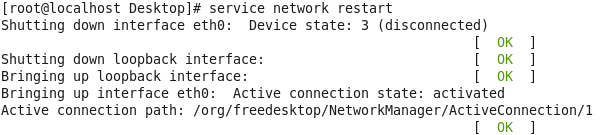 [root@localhost Desktop]# service network restart
Shutting down interface eth0:  Device state: 3 (disconnected)
                                                           [  OK  ]
Shutting down loopback interface:                          [  OK  ]
Bringing up loopback interface:                            [  OK  ]
Bringing up interface eth0:  Active connection state: activated
Active connection path: /org/freedesktop/NetworkManager/ActiveConnection/1
                                                           [  OK  ]